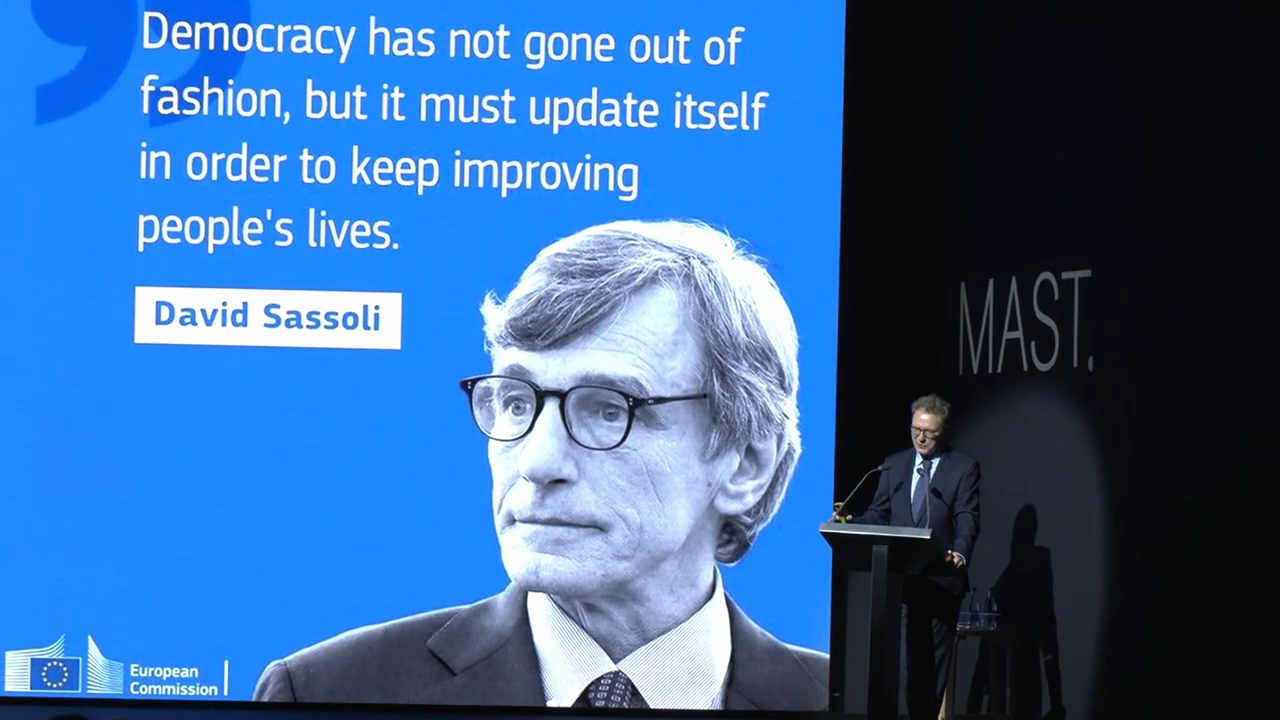 Democracy has not gone out of
fashion, but it must update itself
in order to keep improving
people's lives.
David Sassoli
European
Commission
MAST.